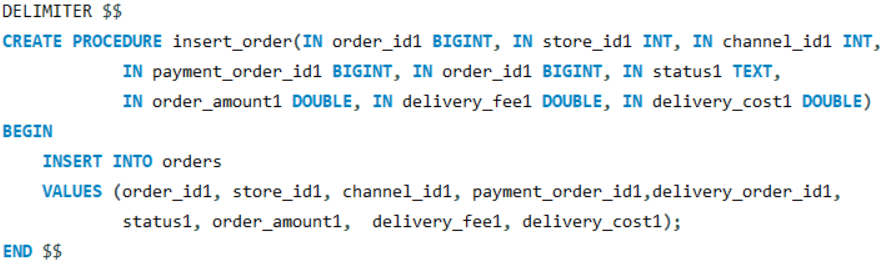 DELIMITER $$
CREATE PROCEDURE insert_order(IN order_id1 BIGINT, IN store_id1 INT, IN channel_id1 INT,
IN payment_order_id1 BIGINT, IN order_id1 BIGINT, IN status1 TEXT,
IN order_amount1 DOUBLE, IN delivery_fee1 DOUBLE, IN delivery_cost1 DOUBLE)
BEGIN
INSERT INTO orders
VALUES (order_id1, store_id1, channel_id1, payment_order_id1,delivery_order_id1,
status1, order_amount1,  delivery_fee1, delivery_cost1);
END $$